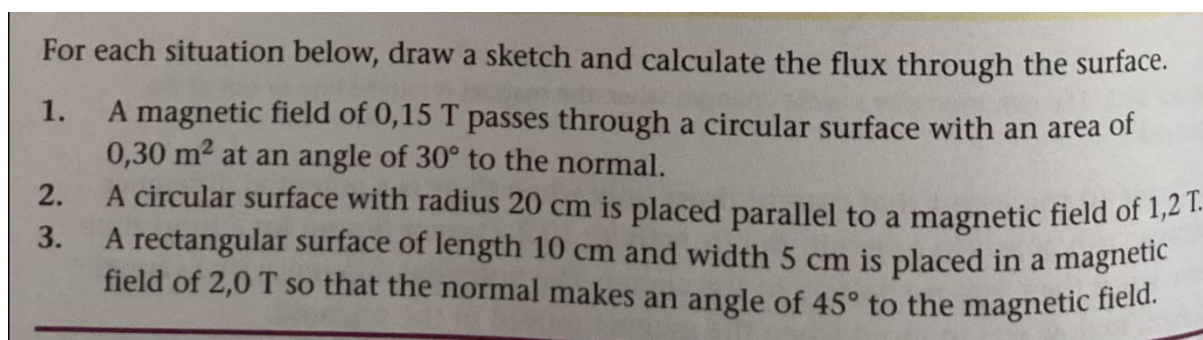 For each situation below, draw a sketch and calculate the flux through the surface.
1. A magnetic field of 0,15 T passes through a circular surface with an area of
0,30 m² at an angle of 30° to the normal.
2. A circular surface with radius 20 cm is placed parallel to a magnetic field of 1,2 T.
3. A rectangular surface of length 10 cm and width 5 cm is placed in a magnetic
field of 2,0 T so that the normal makes an angle of 45° to the magnetic field.